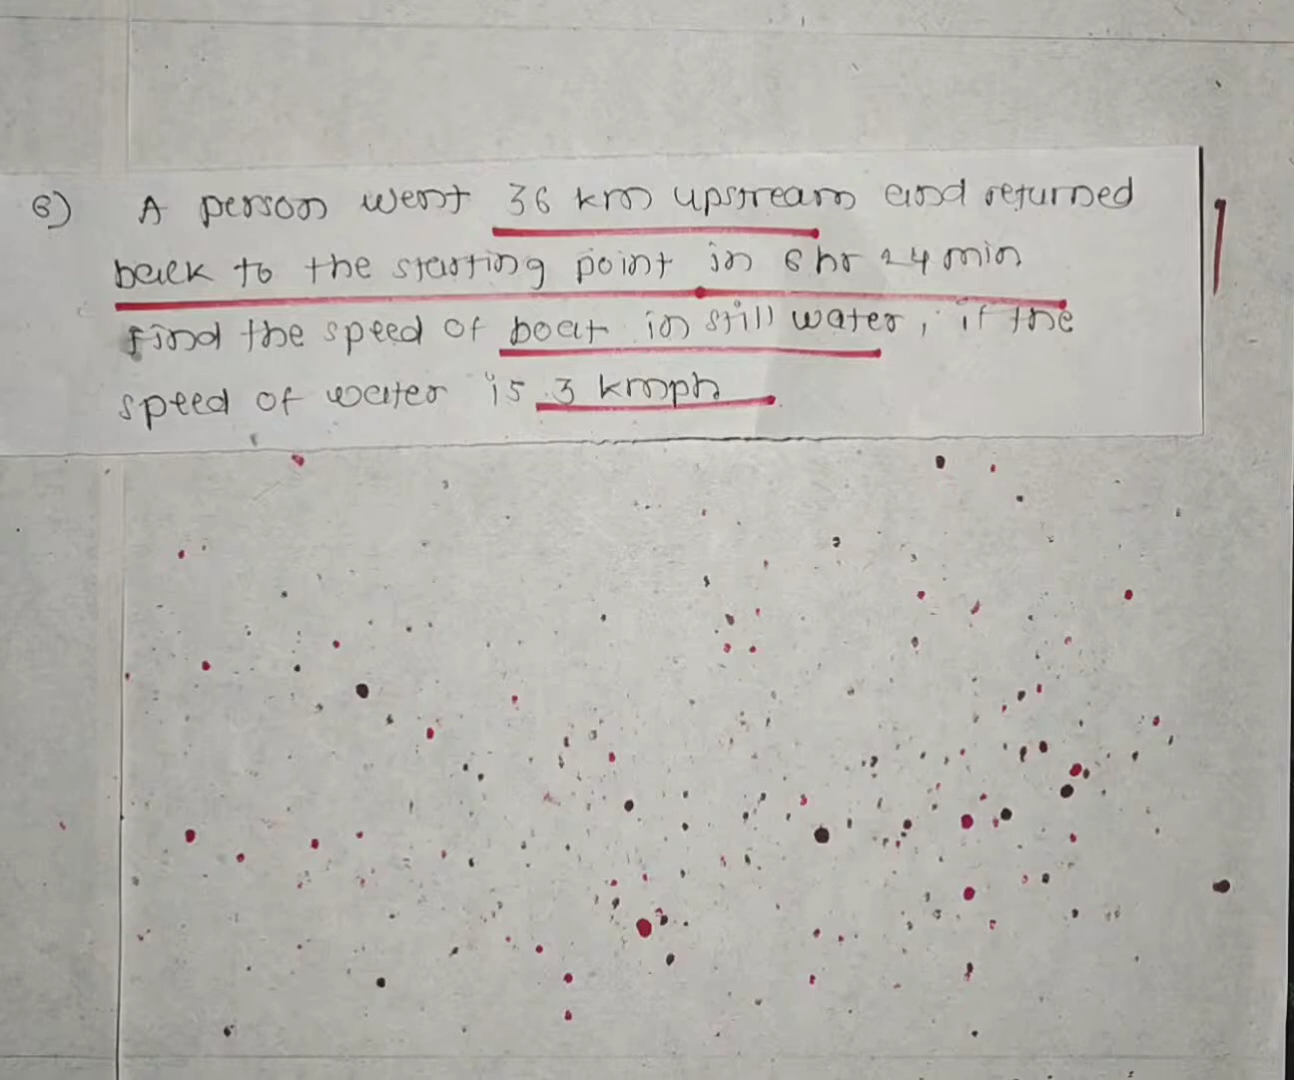 6) A person went 36 km upstream and returned
back to the starting point in 6 hr 24 min
find the speed of boat in still water, if the
speed of water is 3 kmph